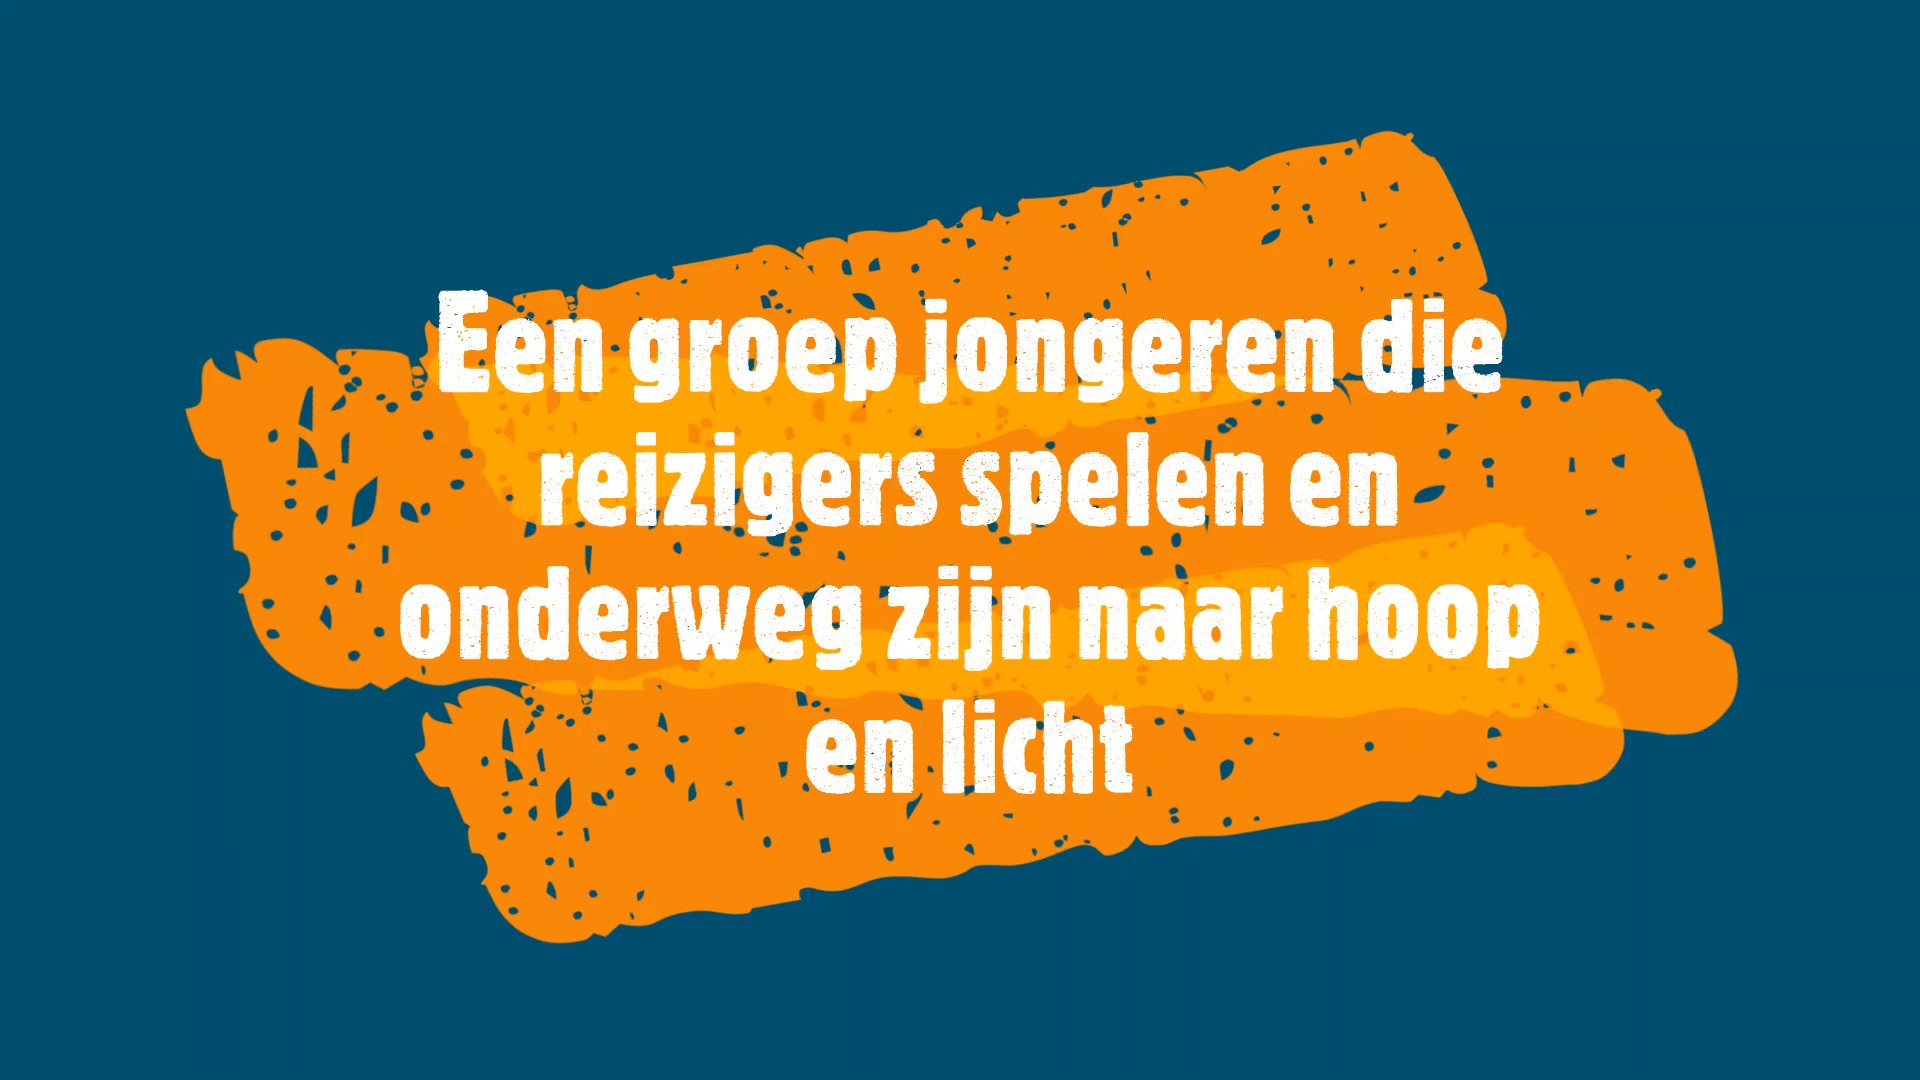 Een groep jongeren die
reizigers spelen en
onderweg zijn naar hoop
en licht